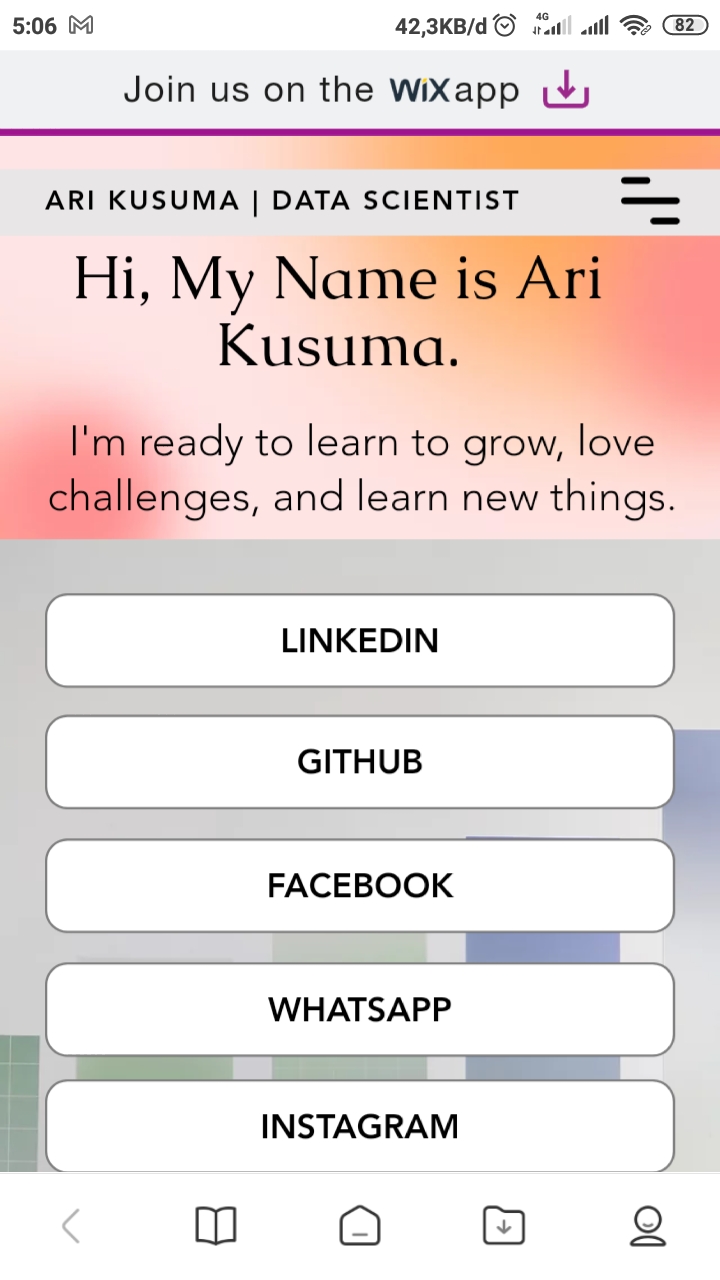 5:06 42,3KB/d 4G 82
Join us on the WiX app
ARI KUSUMA | DATA SCIENTIST
Hi, My Name is Ari
Kusuma.
I'm ready to learn to grow, love
challenges, and learn new things.
LINKEDIN
GITHUB
FACEBOOK
WHATSAPP
INSTAGRAM